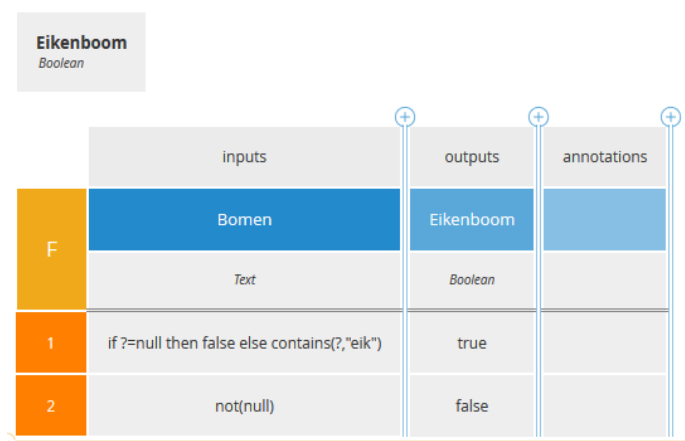 Eikenboom
Boolean
inputs outputs annotations
F Bomen Eikenboom
Text Boolean
1 if ?=null then false else contains(?,"eik") true
2 not(null) false